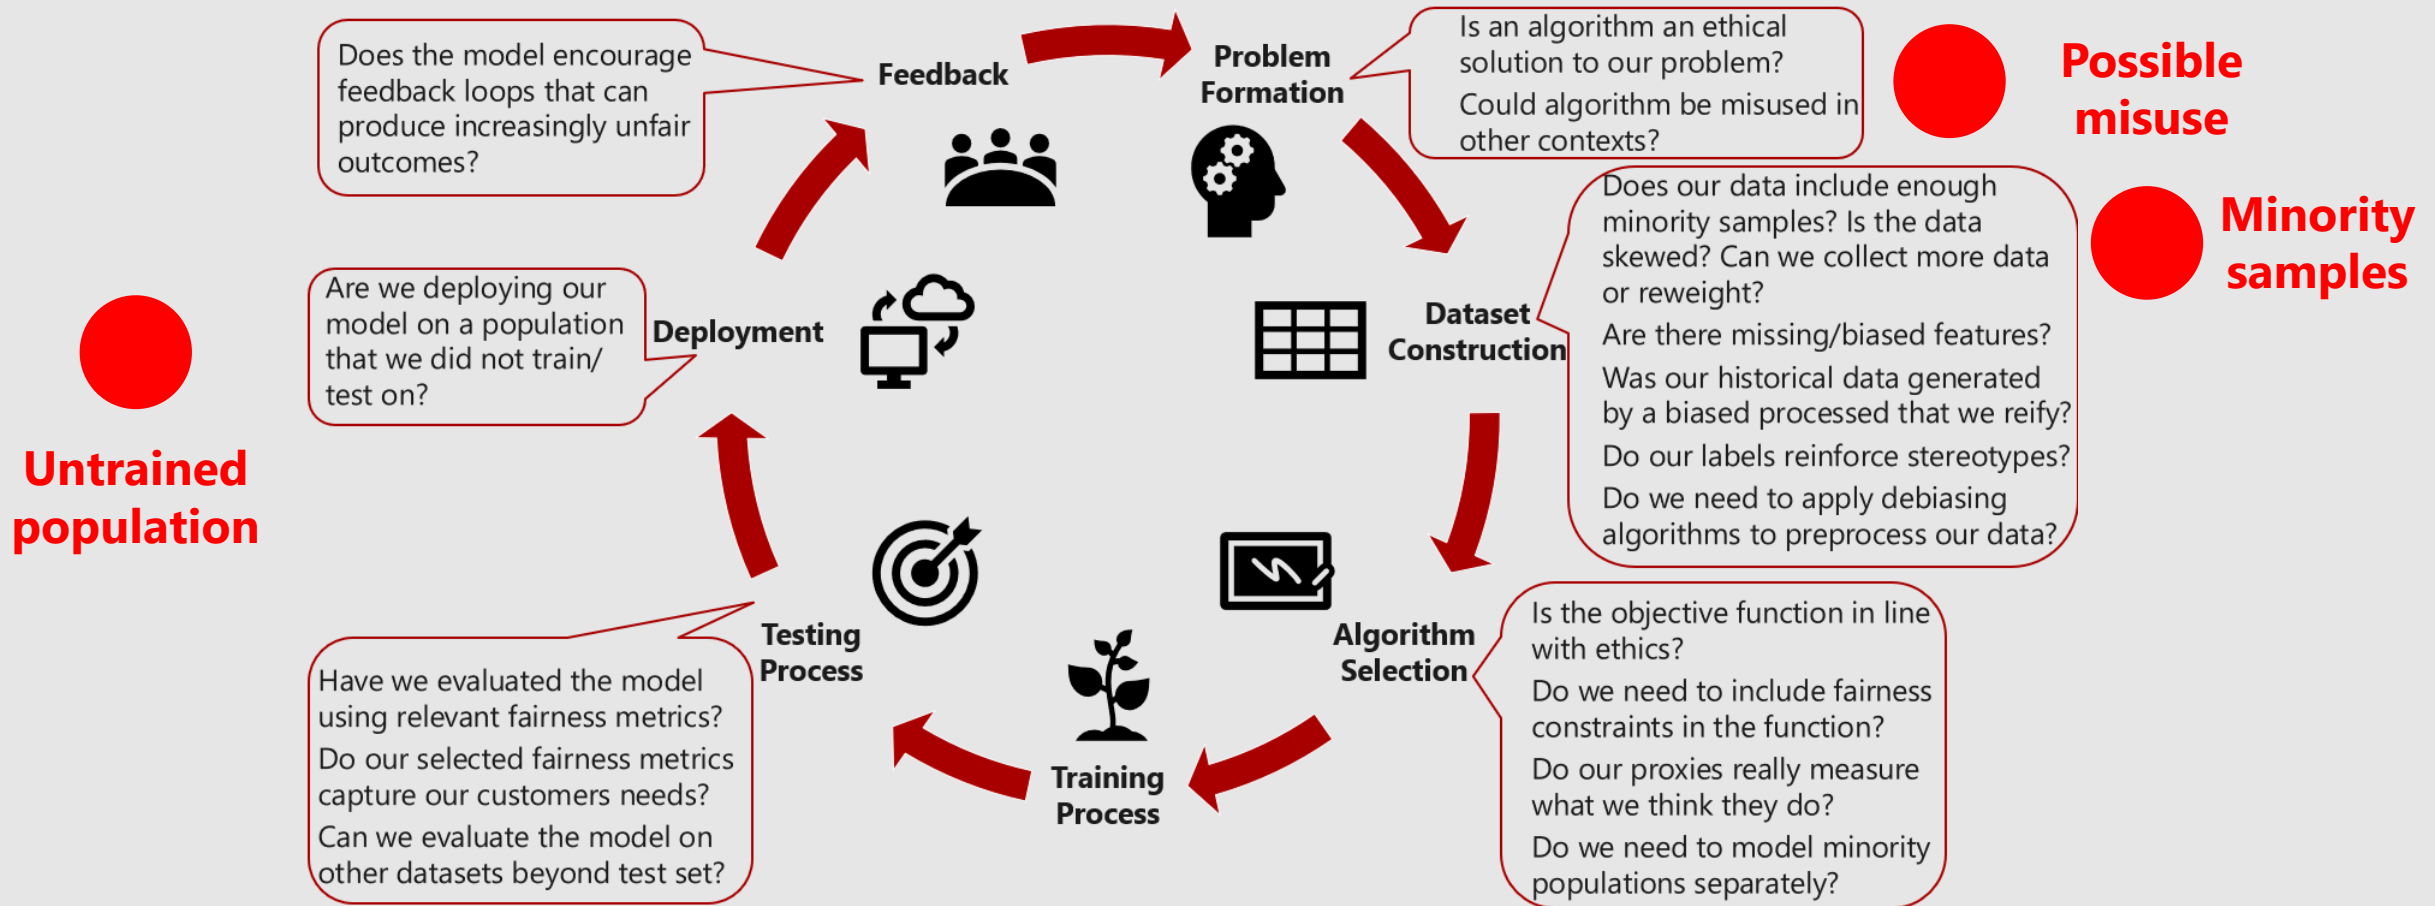 Does the model encourage
feedback loops that can
produce increasingly unfair
outcomes?
Feedback
Problem
Formation
Is an algorithm an ethical
solution to our problem?
Could algorithm be misused in
other contexts?
Possible
misuse
Does our data include enough
minority samples? Is the data
skewed? Can we collect more data
or reweight?
Are there missing/biased features?
Was our historical data generated
by a biased processed that we reify?
Do our labels reinforce stereotypes?
Do we need to apply debiasing
algorithms to preprocess our data?
Minority
samples
Dataset
Construction
Are we deploying our
model on a population
that we did not train/
test on?
Deployment
Untrained
population
Testing
Process
Have we evaluated the model
using relevant fairness metrics?
Do our selected fairness metrics
capture our customers needs?
Can we evaluate the model on
other datasets beyond test set?
Training
Process
Algorithm
Selection
Is the objective function in line
with ethics?
Do we need to include fairness
constraints in the function?
Do our proxies really measure
what we think they do?
Do we need to model minority
populations separately?